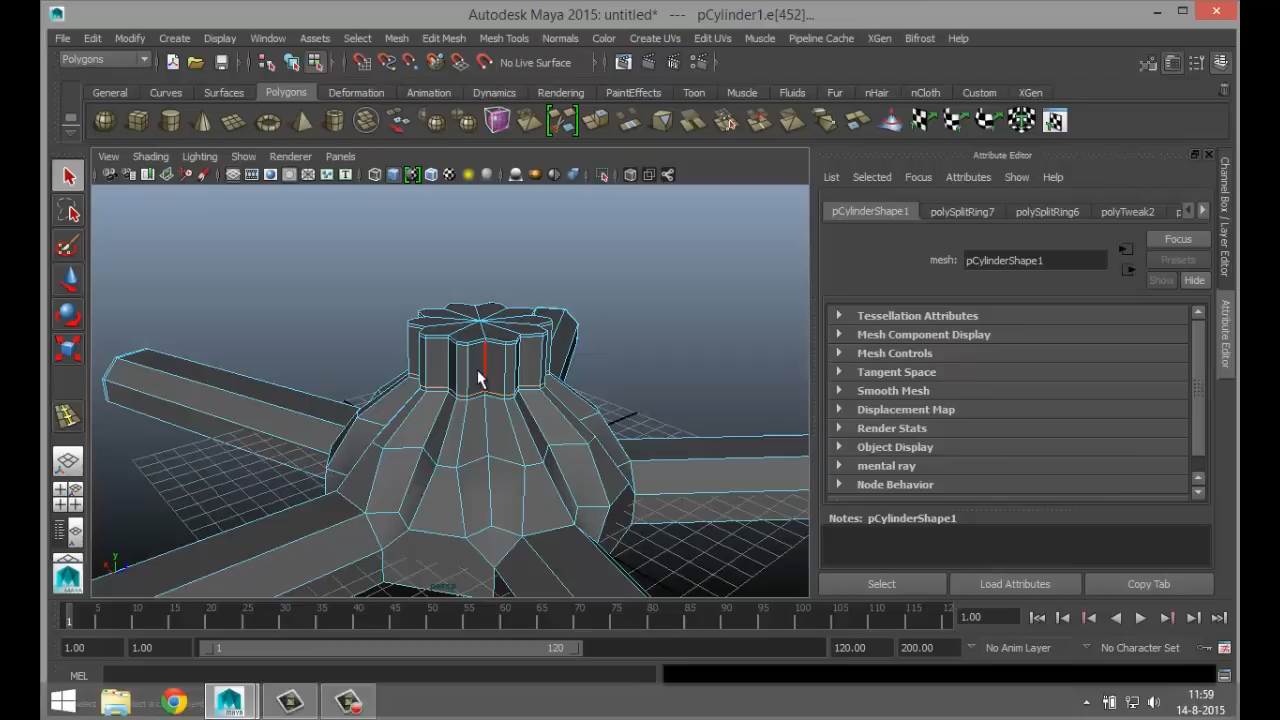 Autodesk Maya 2015: untitled* --- pCylinder1.e[452]...
File Edit Modify Create Display Window Assets Select Mesh Edit Mesh Mesh Tools Normals Color Create UVs Edit UVs Muscle Pipeline Cache XGen Bifrost Help
Polygons No Live Surface
General Curves Surfaces Polygons Deformation Animation Dynamics Rendering PaintEffects Toon Muscle Fluids Fur nHair nCloth Custom XGen
View Shading Lighting Show Renderer Panels
Attribute Editor
List Selected Focus Attributes Show Help
pCylinderShape1 polySplitRing7 polySplitRing6 polyTweak2 p
Focus
mesh: pCylinderShape1
Presets
Show Hide
Tessellation Attributes
Mesh Component Display
Mesh Controls
Tangent Space
Smooth Mesh
Displacement Map
Render Stats
Object Display
mental ray
Node Behavior
Notes: pCylinderShape1
Select Load Attributes Copy Tab
Channel Box / Layer Editor
Attribute Editor
y
1 5 10 15 20 25 30 35 40 45 50 55 60 65 70 75 80 85 90 95 100 105 110 115 12
1.00
1.00 1.00 1 120 120.00 200.00 No Anim Layer No Character Set
MEL
MAYA
11:59
14-8-2015